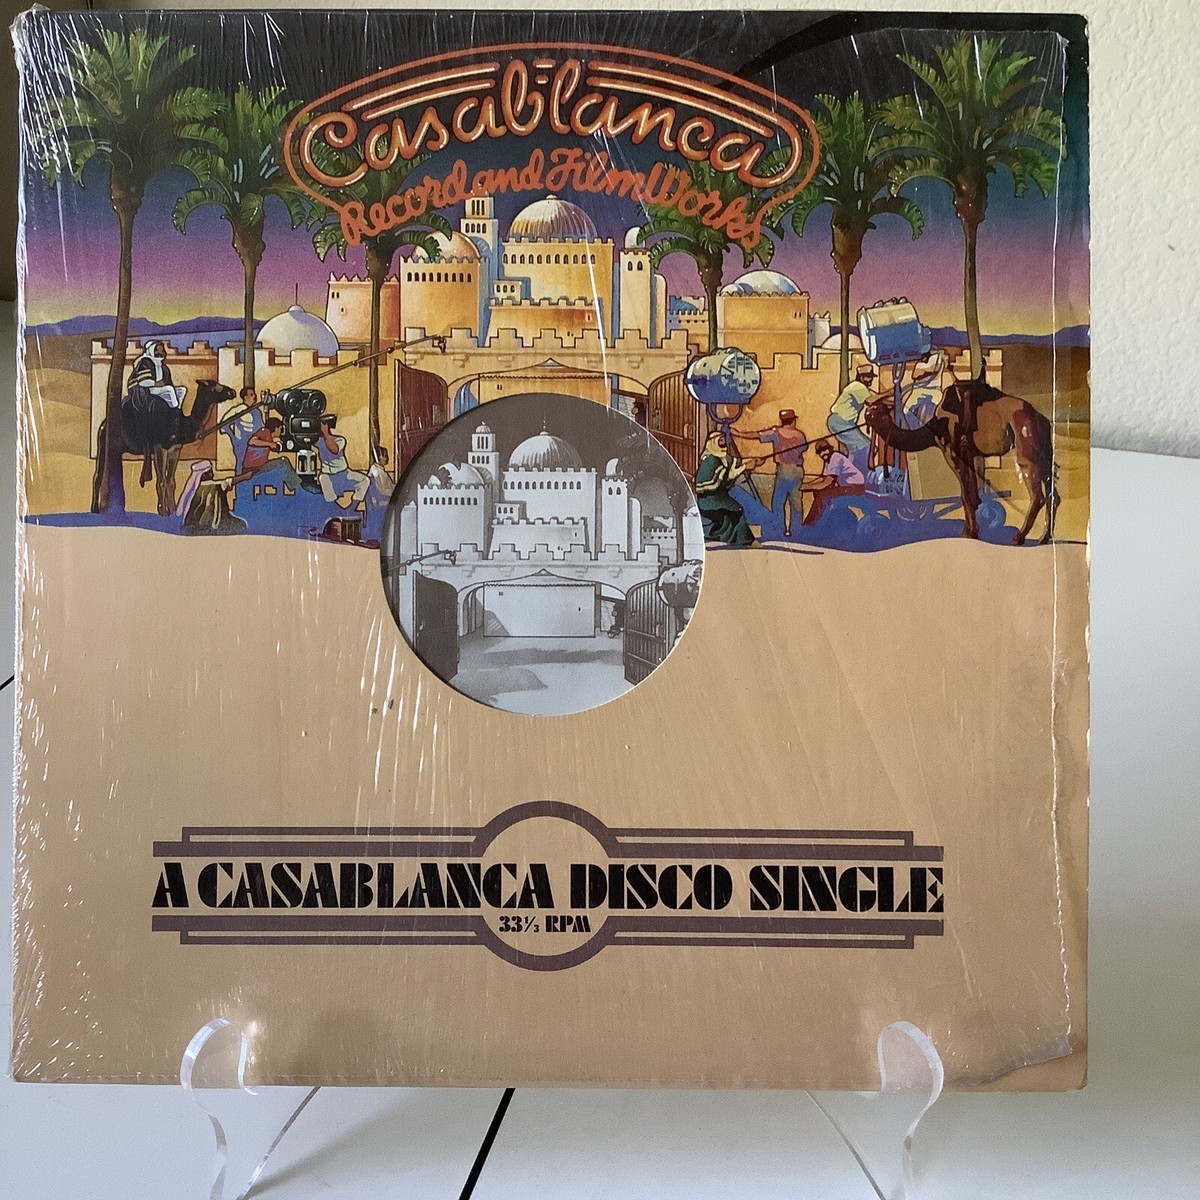 Casablanca
Record and FilmWorks
A CASABLANCA DISCO SINGLE
33⅓ RPM